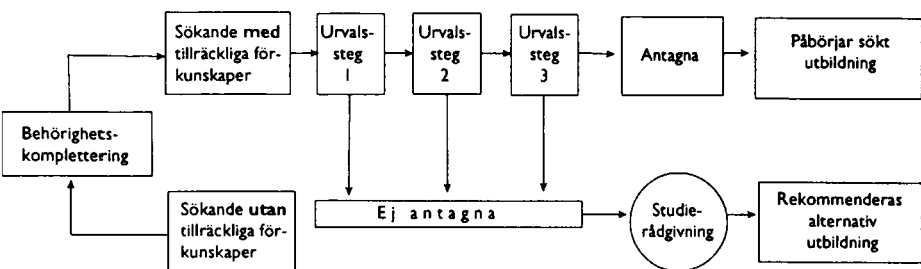 Sökande med
tillräckliga för-
kunskaper
Urvals-
steg
1
Urvals-
steg
2
Urvals-
steg
3
Antagna
Påbörjar sökt
utbildning
Behörighets-
komplettering
Sökande utan
tillräckliga för-
kunskaper
Ej antagna
Studie-
rådgivning
Rekommenderas
alternativ
utbildning